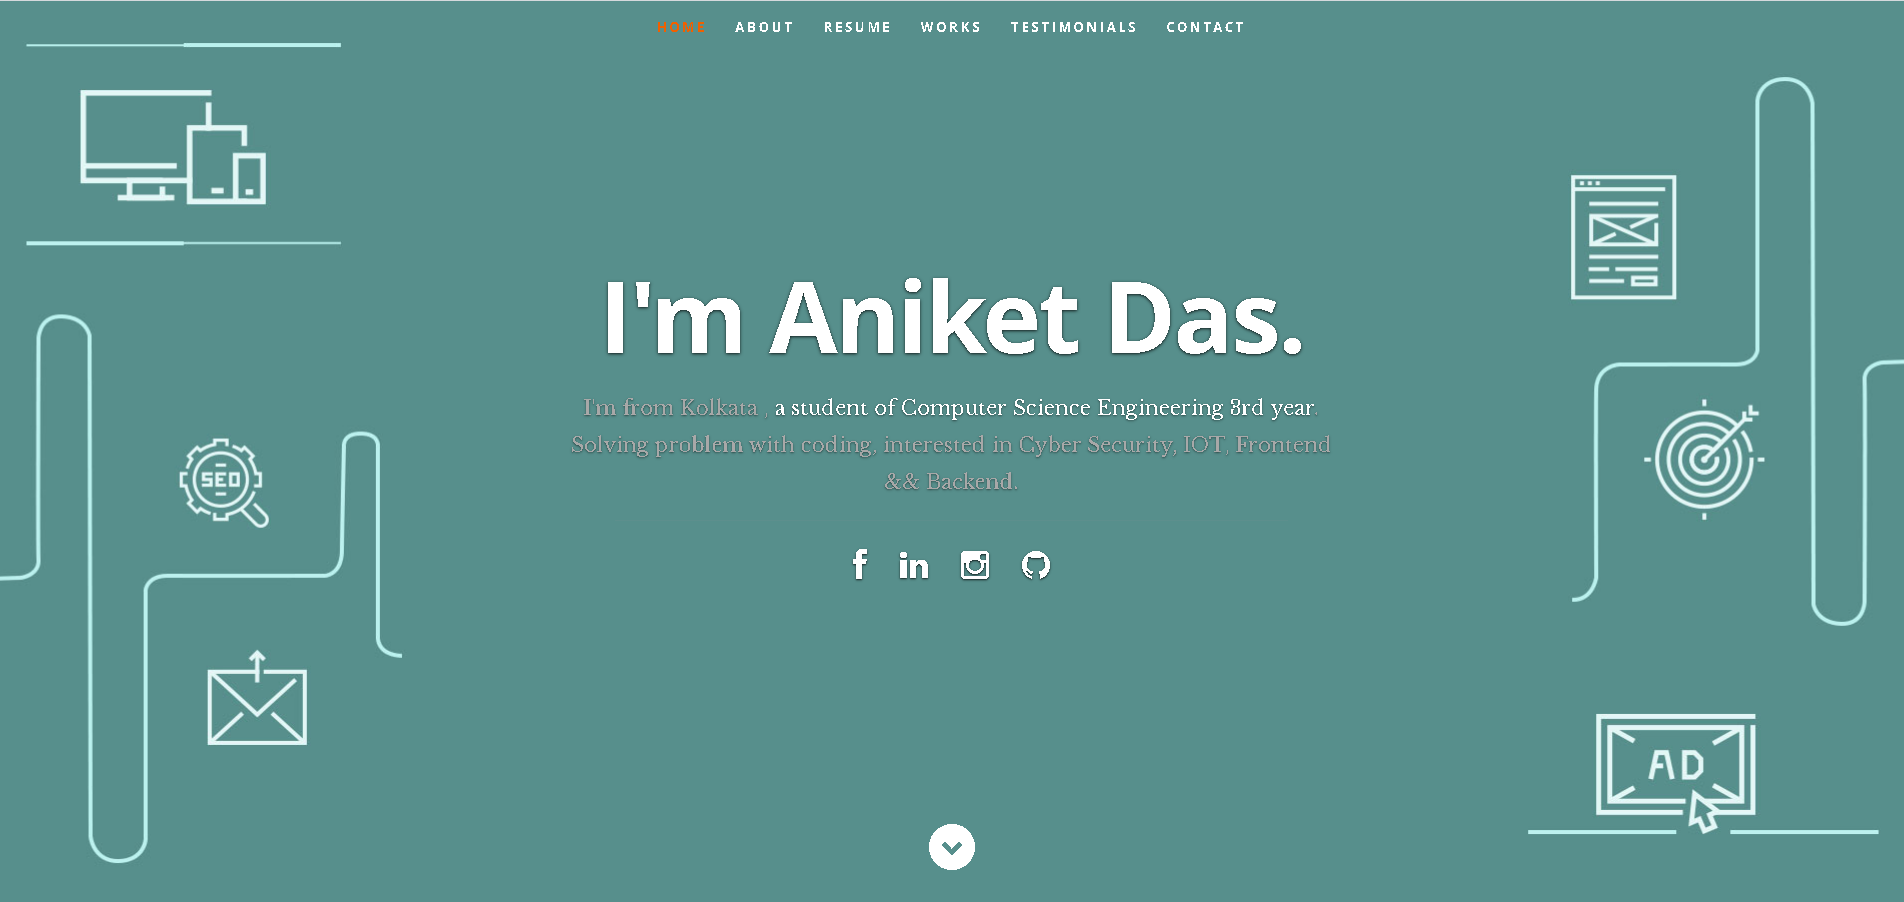 HOME ABOUT RESUME WORKS TESTIMONIALS CONTACT
I'm Aniket Das.
I'm from Kolkata , a student of Computer Science Engineering 3rd year.
Solving problem with coding, interested in Cyber Security, IOT, Frontend
&& Backend.
SEO
AD